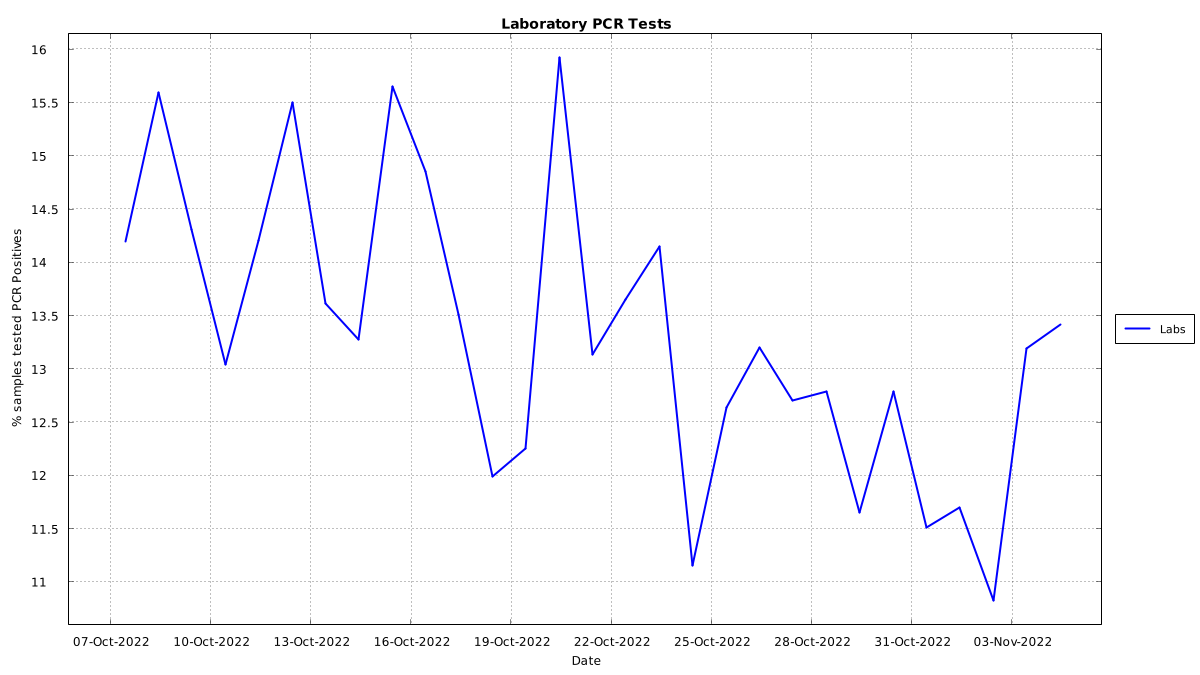 Laboratory PCR Tests
16
15.5
15
14.5
14
13.5
13
12.5
12
11.5
11
% samples tested PCR Positives
07-Oct-2022 10-Oct-2022 13-Oct-2022 16-Oct-2022 19-Oct-2022 22-Oct-2022 25-Oct-2022 28-Oct-2022 31-Oct-2022 03-Nov-2022
Date
Labs